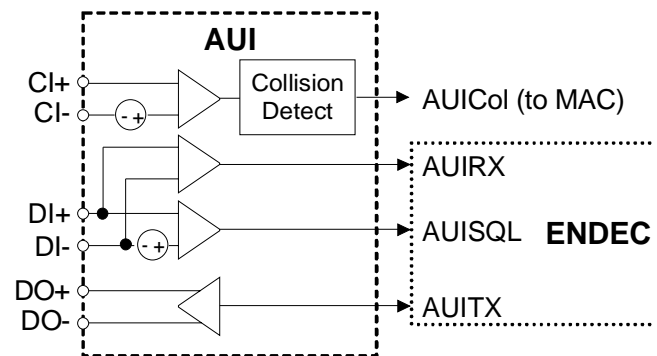 AUI
CI+
CI-
- +
Collision
Detect
AUICol (to MAC)
AUIRX
DI+
DI-
- +
AUISQL
ENDEC
DO+
DO-
AUITX